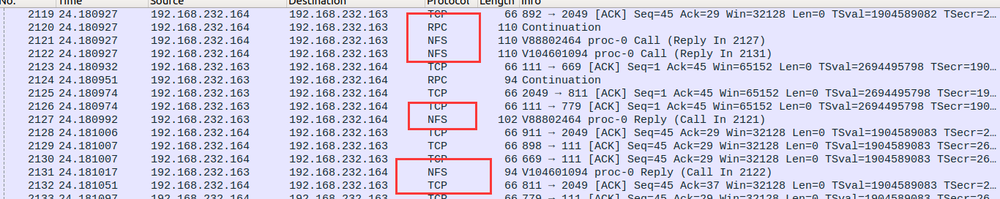 No. Time Source Destination Protocol Length Info
2119 24.180927 192.168.232.164 192.168.232.163 TCP 66 892 → 2049 [ACK] Seq=45 Ack=29 Win=32128 Len=0 TSval=1904589082 TSecr=2…
2120 24.180927 192.168.232.164 192.168.232.163 RPC 110 Continuation
2121 24.180927 192.168.232.164 192.168.232.163 NFS 110 V88802464 proc-0 Call (Reply In 2127)
2122 24.180927 192.168.232.164 192.168.232.163 NFS 110 V104601094 proc-0 Call (Reply In 2131)
2123 24.180932 192.168.232.163 192.168.232.164 TCP 66 111 → 669 [ACK] Seq=1 Ack=45 Win=65152 Len=0 TSval=2694495798 TSecr=190…
2124 24.180951 192.168.232.163 192.168.232.164 RPC 94 Continuation
2125 24.180974 192.168.232.163 192.168.232.164 TCP 66 2049 → 811 [ACK] Seq=1 Ack=45 Win=65152 Len=0 TSval=2694495798 TSecr=19…
2126 24.180974 192.168.232.163 192.168.232.164 TCP 66 111 → 779 [ACK] Seq=1 Ack=45 Win=65152 Len=0 TSval=2694495798 TSecr=190…
2127 24.180992 192.168.232.163 192.168.232.164 NFS 102 V88802464 proc-0 Reply (Call In 2121)
2128 24.181006 192.168.232.164 192.168.232.163 TCP 66 911 → 2049 [ACK] Seq=45 Ack=29 Win=32128 Len=0 TSval=1904589083 TSecr=2…
2129 24.181007 192.168.232.164 192.168.232.163 TCP 66 898 → 111 [ACK] Seq=45 Ack=29 Win=32128 Len=0 TSval=1904589083 TSecr=26…
2130 24.181007 192.168.232.164 192.168.232.163 TCP 66 669 → 111 [ACK] Seq=45 Ack=29 Win=32128 Len=0 TSval=1904589083 TSecr=26…
2131 24.181017 192.168.232.163 192.168.232.164 NFS 94 V104601094 proc-0 Reply (Call In 2122)
2132 24.181051 192.168.232.164 192.168.232.163 TCP 66 811 → 2049 [ACK] Seq=45 Ack=37 Win=32128 Len=0 TSval=1904589083 TSecr=2…
2133 24.181097 192.168.232.164 192.168.232.163 TCP 66 779 → 111 [ACK] Seq=45 Ack=29 Win=32128 Len=0 TSval=1904589083 TSecr=26…